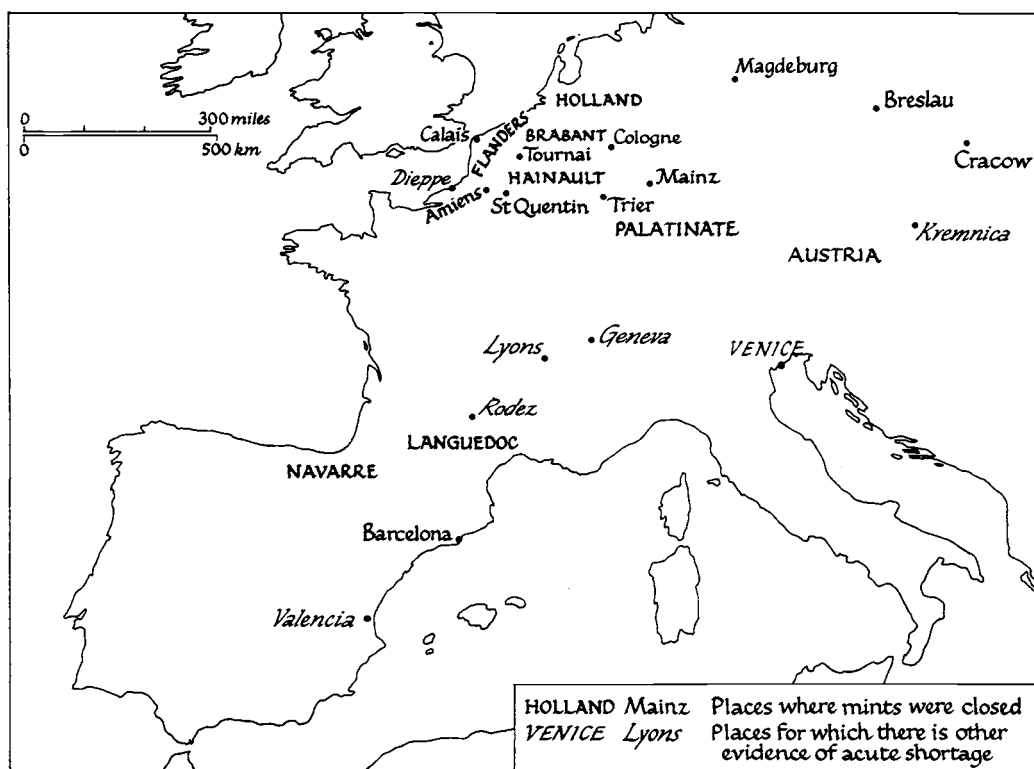 Magdeburg
HOLLAND
Breslau
0 300 miles
0 500 km
Calais
FLANDERS
BRABANT
Cologne
Tournai
Cracow
Dieppe
HAINAULT
Mainz
Amiens
St Quentin
Trier
PALATINATE
Kremnica
AUSTRIA
Lyons
Geneva
VENICE
Rodez
LANGUEDOC
NAVARRE
Barcelona
Valencia
HOLLAND Mainz Places where mints were closed
VENICE Lyons Places for which there is other
evidence of acute shortage